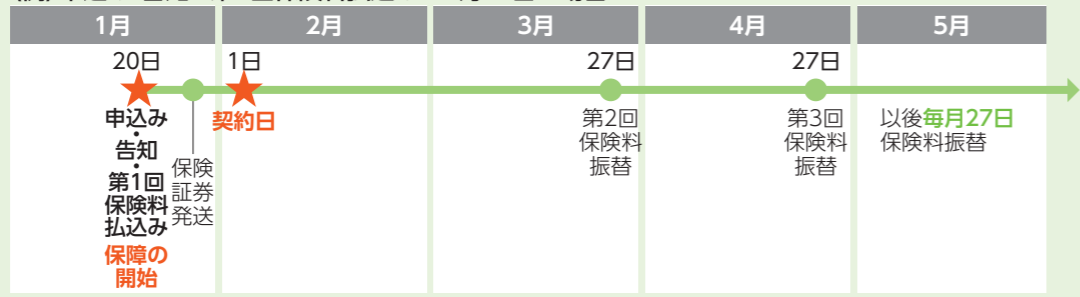 1月
2月
3月
4月
5月
20日
1日
27日
27日
申込み
・
告知
・
第1回
保険料
払込み
保障の
開始
保険
証券
発送
契約日
第2回
保険料
振替
第3回
保険料
振替
以後毎月27日
保険料振替